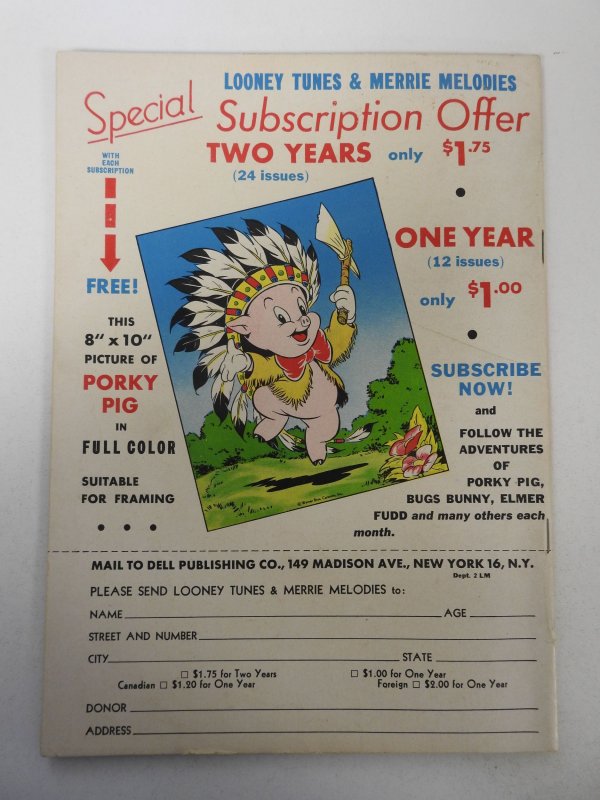 LOONEY TUNES & MERRIE MELODIES
Special Subscription Offer
TWO YEARS only $1.75
(24 issues)
WITH
EACH
SUBSCRIPTION
FREE!
THIS
8" x 10"
PICTURE OF
PORKY
PIG
IN
FULL COLOR
SUITABLE
FOR FRAMING
ONE YEAR
(12 issues)
only $1.00
SUBSCRIBE
NOW!
and
FOLLOW THE
ADVENTURES
OF
PORKY PIG,
BUGS BUNNY, ELMER
FUDD and many others each
month.
MAIL TO DELL PUBLISHING CO., 149 MADISON AVE., NEW YORK 16, N.Y.
Dept. 2 LM
PLEASE SEND LOONEY TUNES & MERRIE MELODIES to:
NAME AGE
STREET AND NUMBER
CITY STATE
□ $1.75 for Two Years □ $1.00 for One Year
Canadian □ $1.20 for One Year Foreign □ $2.00 for One Year
DONOR
ADDRESS